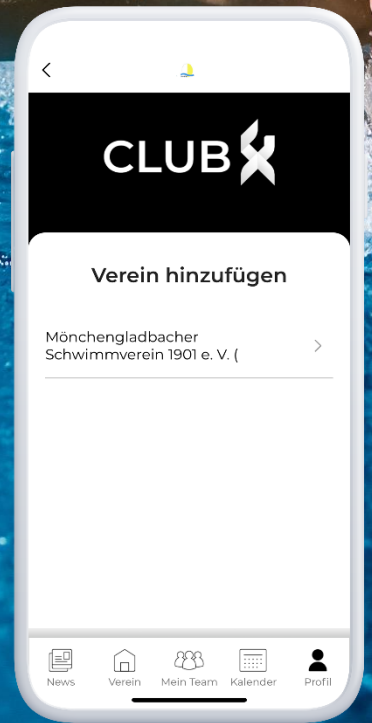 CLUB
Verein hinzufügen
Mönchengladbacher
Schwimmverein 1901 e. V. (
News Verein Mein Team Kalender Profil